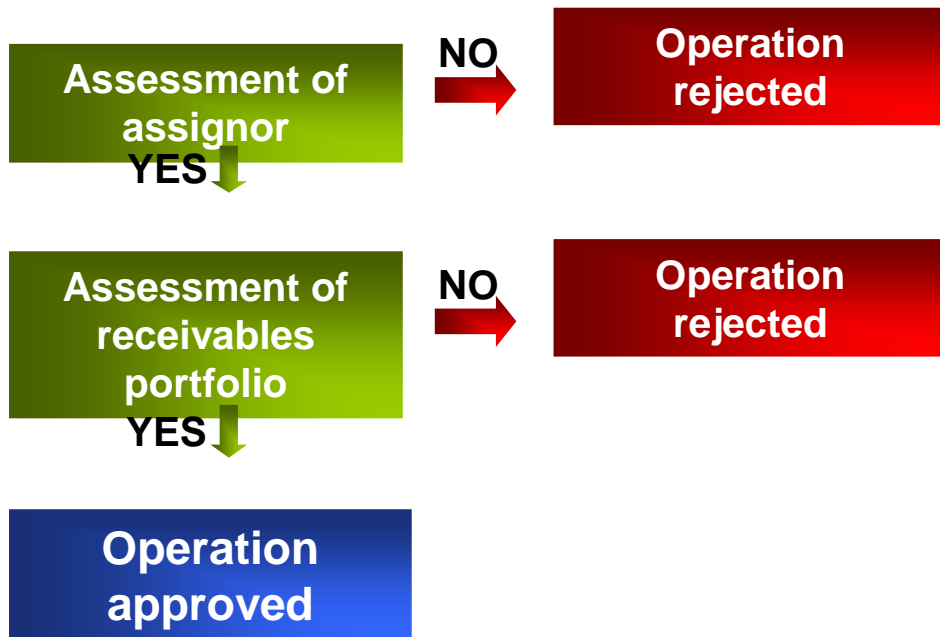 Assessment of
assignor
NO
Operation
rejected
YES
Assessment of
receivables
portfolio
NO
Operation
rejected
YES
Operation
approved